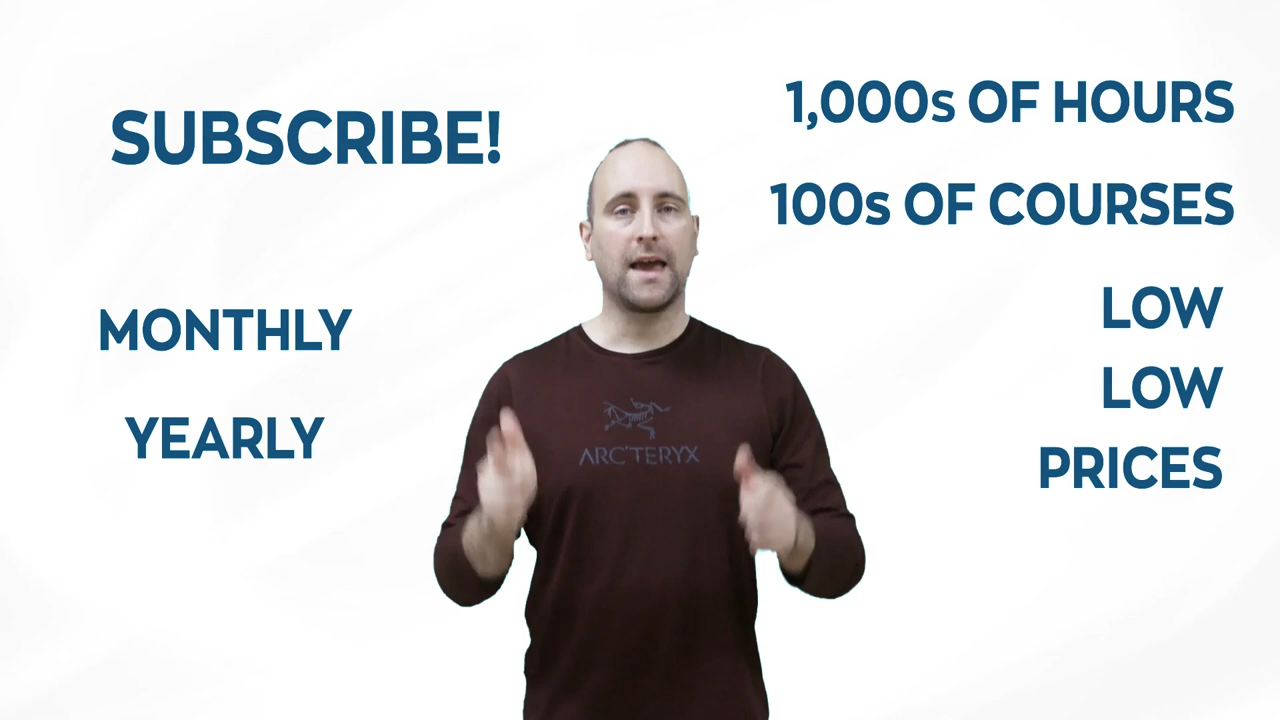 SUBSCRIBE!
MONTHLY
YEARLY
1,000s OF HOURS
100s OF COURSES
LOW
LOW
PRICES
ARC'TERYX